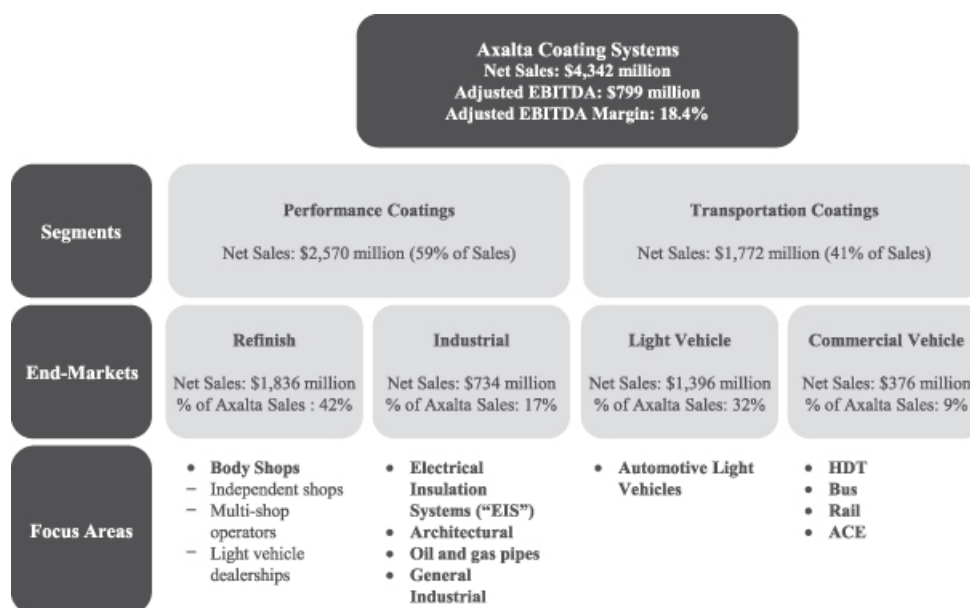 Axalta Coating Systems
Net Sales: $4,342 million
Adjusted EBITDA: $799 million
Adjusted EBITDA Margin: 18.4%
Segments
Performance Coatings
Net Sales: $2,570 million (59% of Sales)
Transportation Coatings
Net Sales: $1,772 million (41% of Sales)
End-Markets
Refinish
Net Sales: $1,836 million
% of Axalta Sales : 42%
Industrial
Net Sales: $734 million
% of Axalta Sales: 17%
Light Vehicle
Net Sales: $1,396 million
% of Axalta Sales: 32%
Commercial Vehicle
Net Sales: $376 million
% of Axalta Sales: 9%
Focus Areas
• Body Shops
– Independent shops
– Multi-shop
operators
– Light vehicle
dealerships
• Electrical
Insulation
Systems (“EIS”)
• Architectural
• Oil and gas pipes
• General
Industrial
• Automotive Light
Vehicles
• HDT
• Bus
• Rail
• ACE